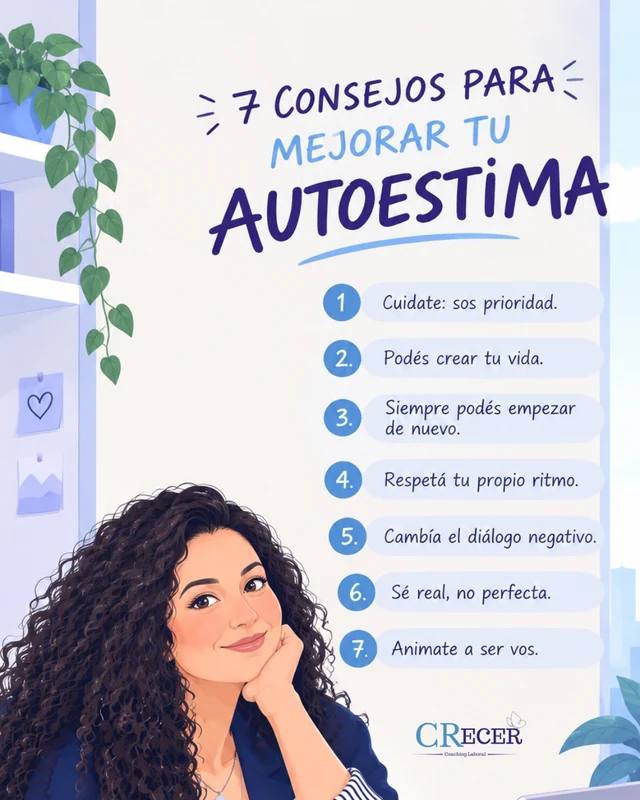 7 CONSEJOS PARA
MEJORAR TU
AUTOESTiMA
1 Cuidate: sos prioridad.
2. Podés crear tu vida.
3. Siempre podés empezar
de nuevo.
4. Respetá tu propio ritmo.
5. Cambía el diálogo negativo.
6. Sé real, no perfecta.
7. Animate a ser vos.
CRECER
Coaching Laboral